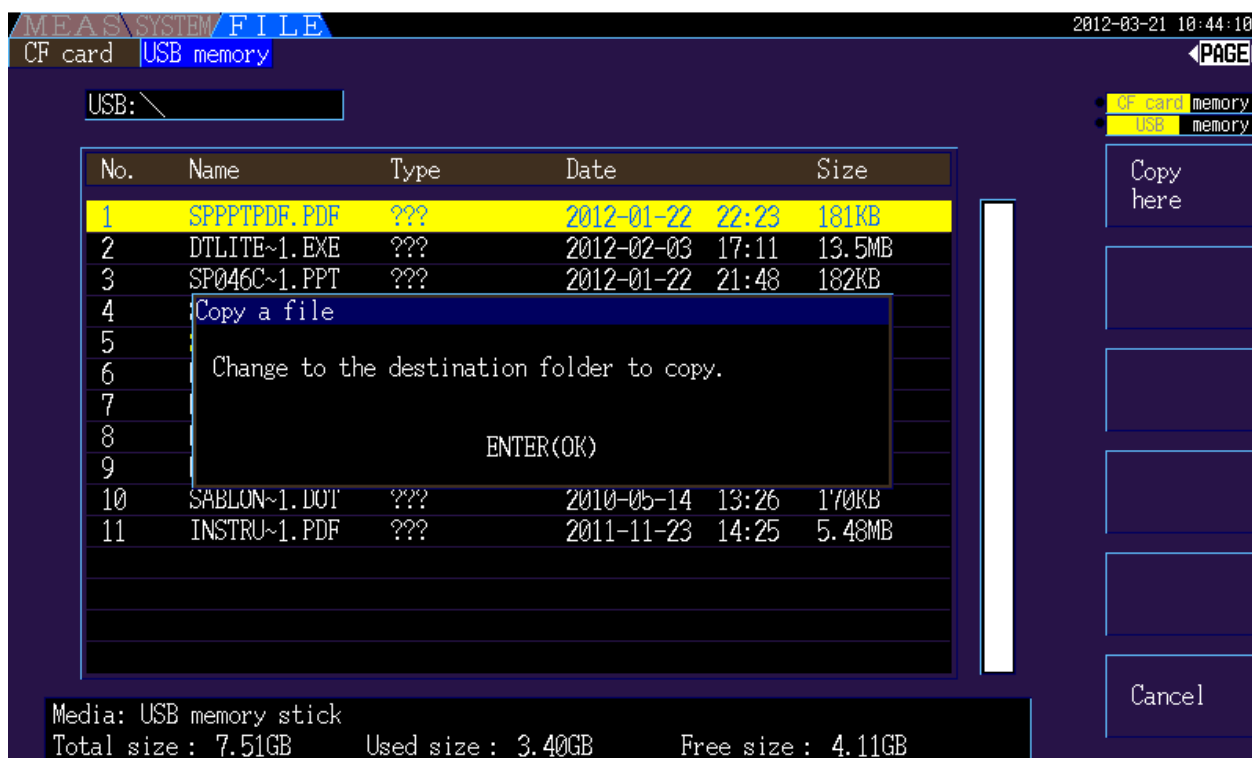 MEAS SYSTEM FILE 2012-03-21 10:44:10
CF card USB memory PAGE
USB:\
CF card memory
USB memory
No. Name Type Date Size
1 SPPPTPDF.PDF ??? 2012-01-22 22:23 181KB
2 DTLITE~1.EXE ??? 2012-02-03 17:11 13.5MB
3 SP046C~1.PPT ??? 2012-01-22 21:48 182KB
4
5
6
7
8
9
10 SABLON~1.DOT ??? 2010-05-14 13:26 170KB
11 INSTRU~1.PDF ??? 2011-11-23 14:25 5.48MB
Copy a file
Change to the destination folder to copy.
ENTER(OK)
Copy
here
Cancel
Media: USB memory stick
Total size : 7.51GB Used size : 3.40GB Free size : 4.11GB